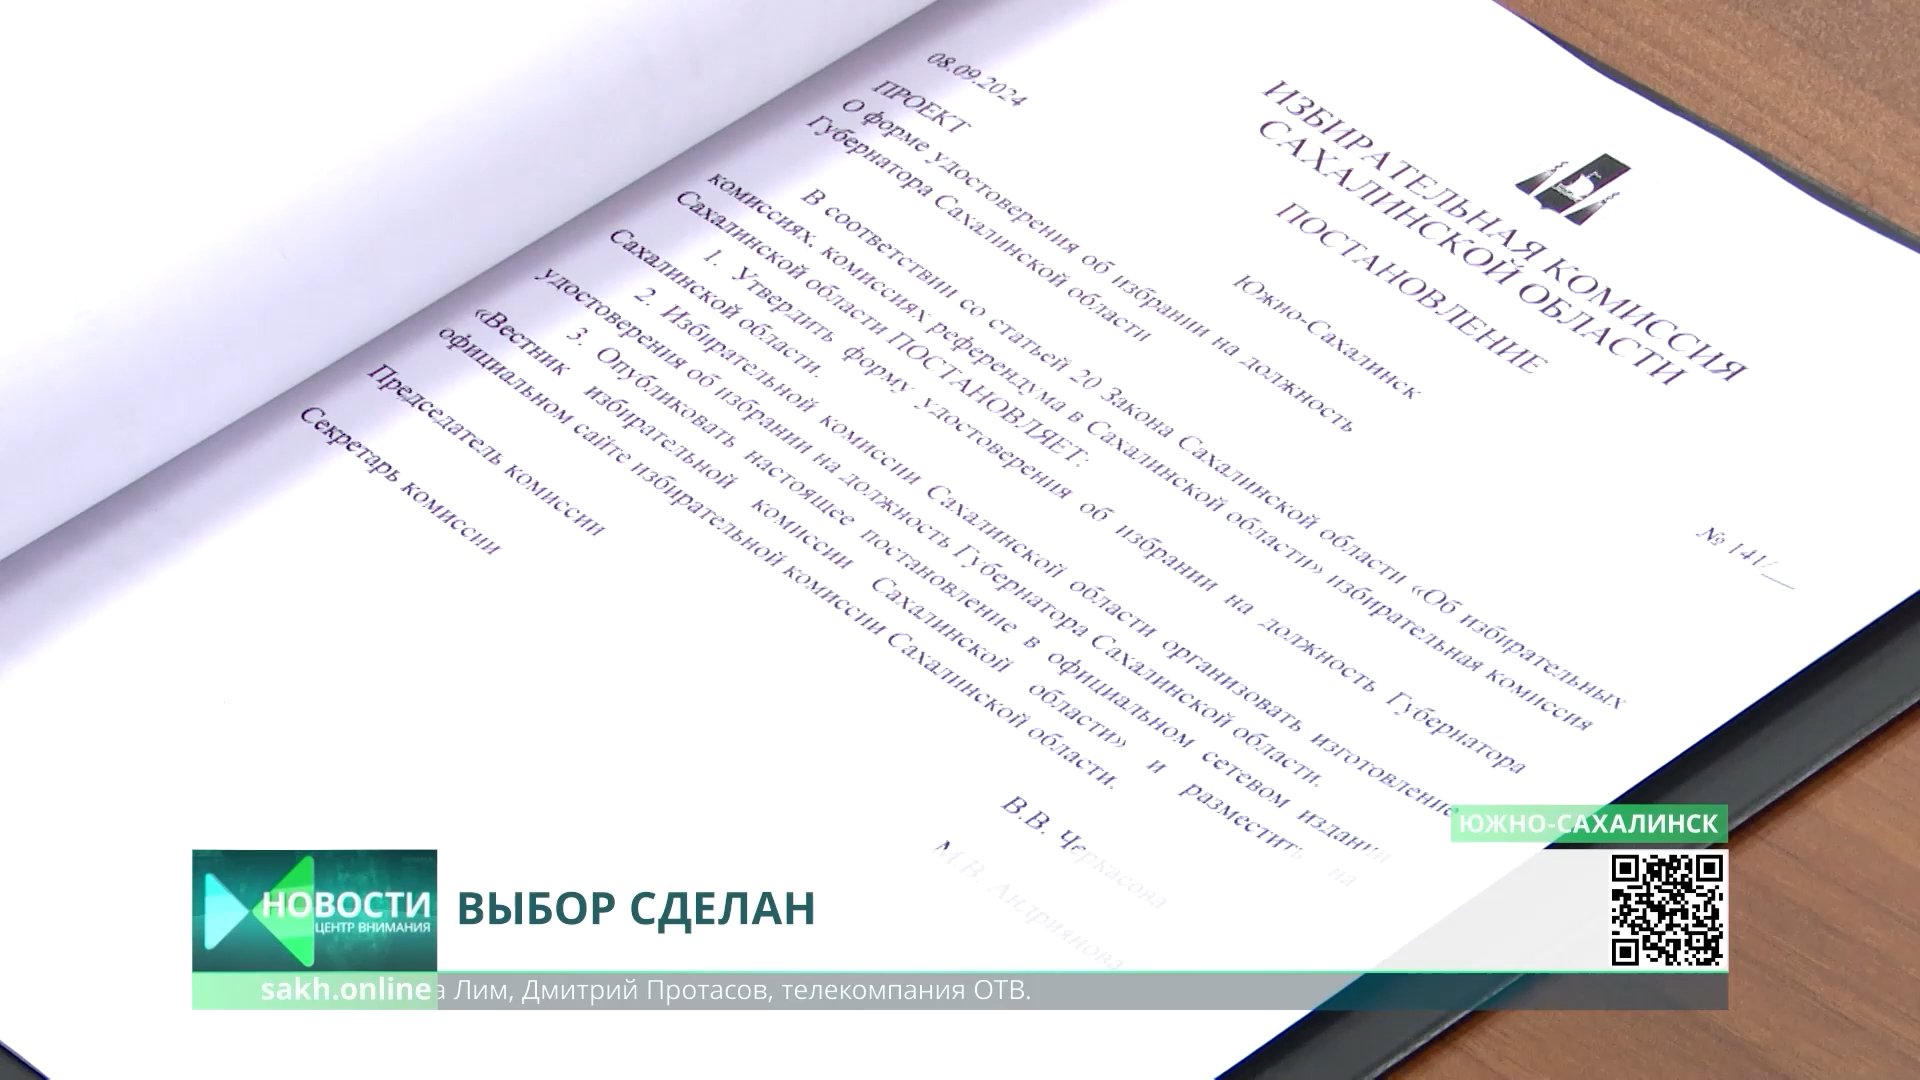 ИЗБИРАТЕЛЬНАЯ КОМИССИЯ
САХАЛИНСКОЙ ОБЛАСТИ
ПОСТАНОВЛЕНИЕ
08.09.2024
Южно-Сахалинск
№ 141/__
ПРОЕКТ
О форме удостоверения об избрании на должность
Губернатора Сахалинской области
В соответствии со статьей 20 Закона Сахалинской области «Об избирательных
комиссиях, комиссиях референдума в Сахалинской области» избирательная комиссия
Сахалинской области ПОСТАНОВЛЯЕТ:
1. Утвердить форму удостоверения об избрании на должность Губернатора
Сахалинской области.
2. Избирательной комиссии Сахалинской области организовать изготовление
удостоверения об избрании на должность Губернатора Сахалинской области.
3. Опубликовать настоящее постановление в официальном сетевом издании
«Вестник избирательной комиссии Сахалинской области» и разместить на
официальном сайте избирательной комиссии Сахалинской области.
Председатель комиссии В.В. Черкасова
Секретарь комиссии М.В. Андриянова
ЮЖНО-САХАЛИНСК
НОВОСТИ
ЦЕНТР ВНИМАНИЯ
ВЫБОР СДЕЛАН
sakh.online
а Лим, Дмитрий Протасов, телекомпания ОТВ.